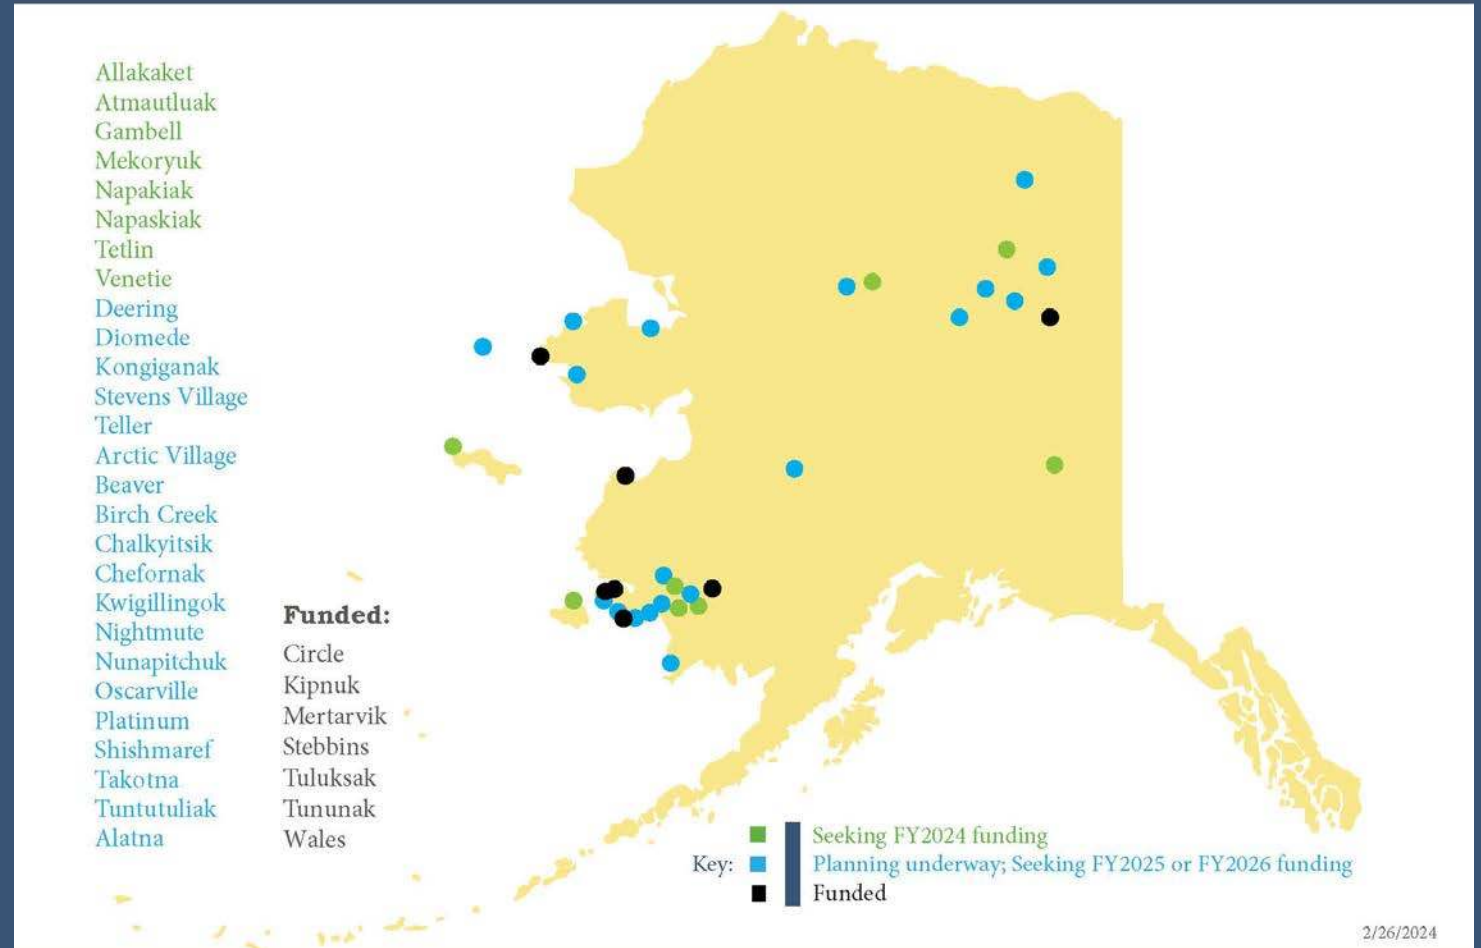 Allakaket
Atmautluak
Gambell
Mekoryuk
Napakiak
Napaskiak
Tetlin
Venetie
Deering
Diomede
Kongiganak
Stevens Village
Teller
Arctic Village
Beaver
Birch Creek
Chalkyitsik
Chefornak
Kwigillingok
Nightmute
Nunapitchuk
Oscarville
Platinum
Shishmaref
Takotna
Tuntutuliak
Alatna
Funded:
Circle
Kipnuk
Mertarvik
Stebbins
Tuluksak
Tununak
Wales
Key:
Seeking FY2024 funding
Planning underway; Seeking FY2025 or FY2026 funding
Funded
2/26/2024